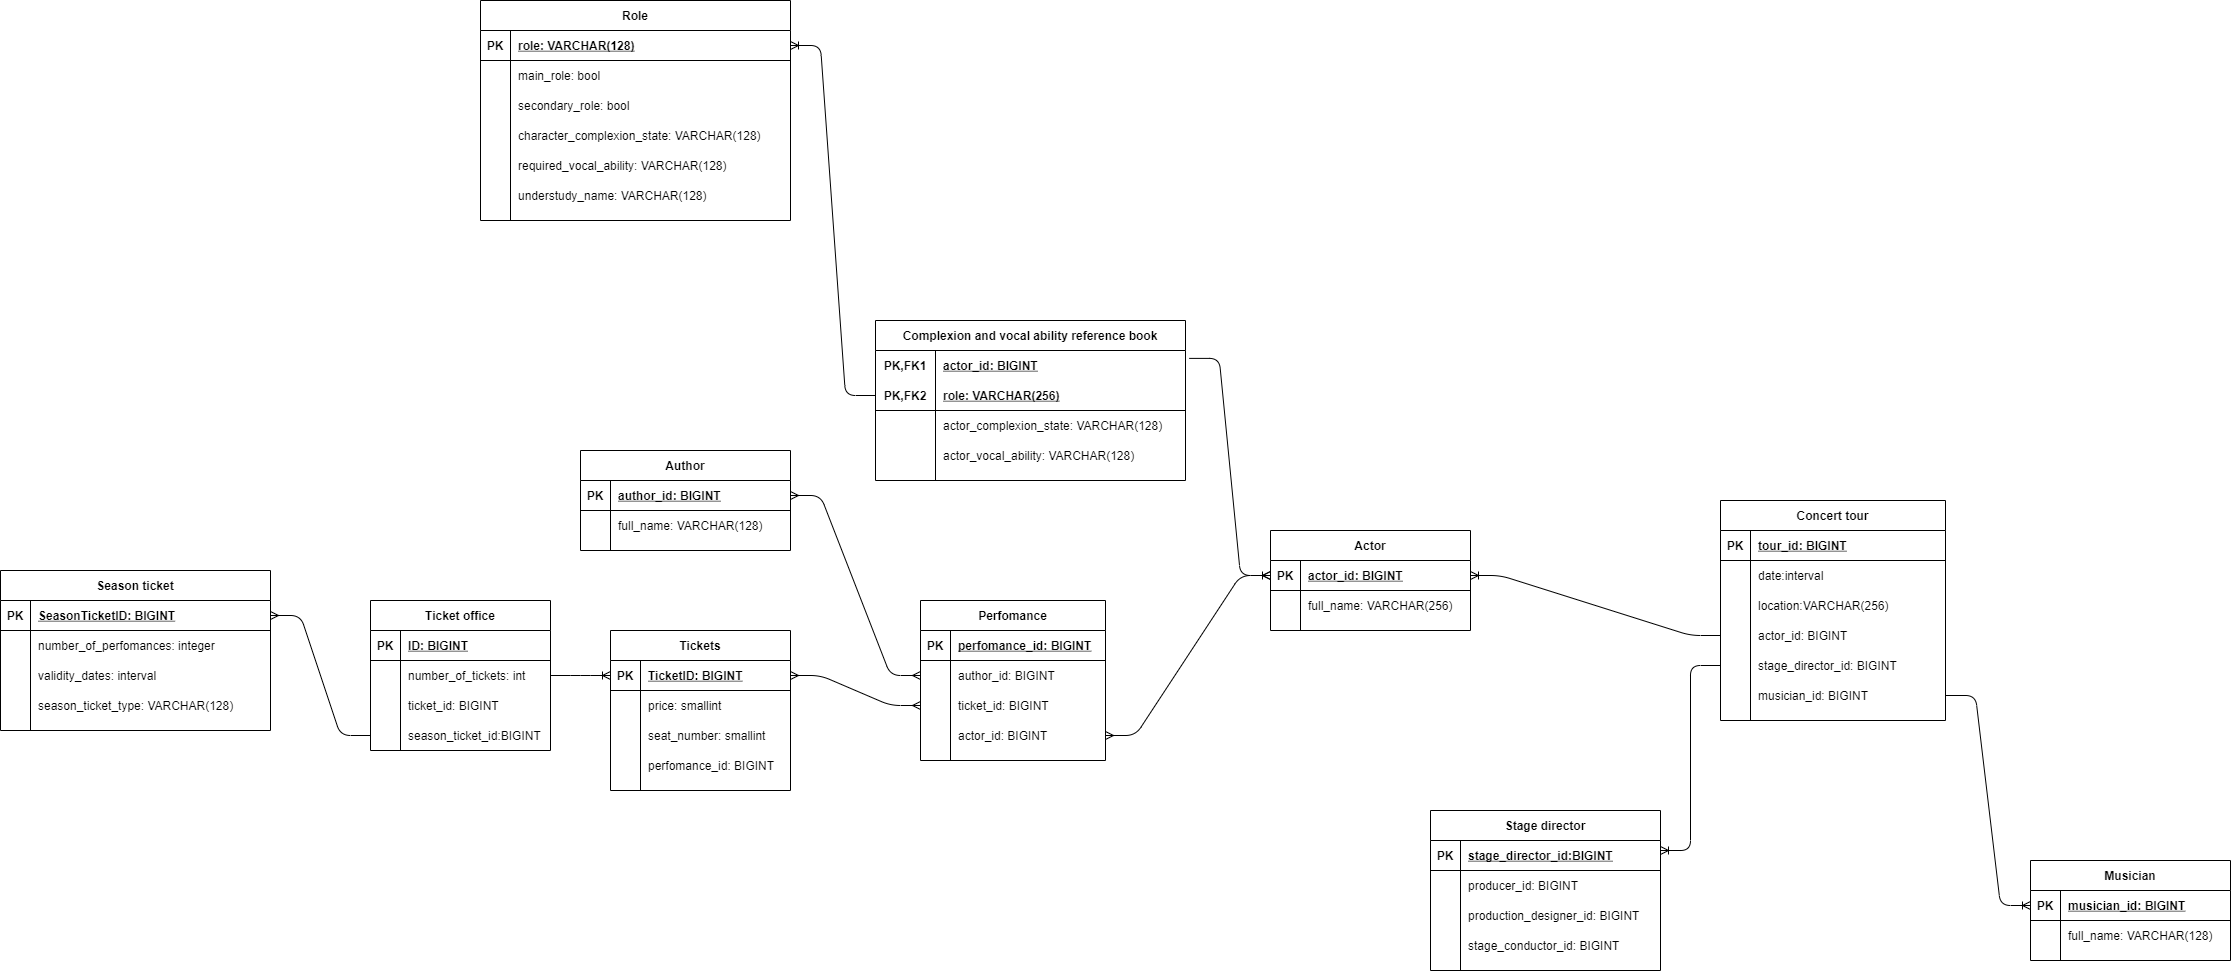 Role
PK role: VARCHAR(128)
main_role: bool
secondary_role: bool
character_complexion_state: VARCHAR(128)
required_vocal_ability: VARCHAR(128)
understudy_name: VARCHAR(128)
Complexion and vocal ability reference book
PK,FK1 actor_id: BIGINT
PK,FK2 role: VARCHAR(256)
actor_complexion_state: VARCHAR(128)
actor_vocal_ability: VARCHAR(128)
Author
PK author_id: BIGINT
full_name: VARCHAR(128)
Season ticket
PK SeasonTicketID: BIGINT
number_of_perfomances: integer
validity_dates: interval
season_ticket_type: VARCHAR(128)
Ticket office
PK ID: BIGINT
number_of_tickets: int
ticket_id: BIGINT
season_ticket_id:BIGINT
Tickets
PK TicketID: BIGINT
price: smallint
seat_number: smallint
perfomance_id: BIGINT
Perfomance
PK perfomance_id: BIGINT
author_id: BIGINT
ticket_id: BIGINT
actor_id: BIGINT
Actor
PK actor_id: BIGINT
full_name: VARCHAR(256)
Concert tour
PK tour_id: BIGINT
date:interval
location:VARCHAR(256)
actor_id: BIGINT
stage_director_id: BIGINT
musician_id: BIGINT
Stage director
PK stage_director_id:BIGINT
producer_id: BIGINT
production_designer_id: BIGINT
stage_conductor_id: BIGINT
Musician
PK musician_id: BIGINT
full_name: VARCHAR(128)